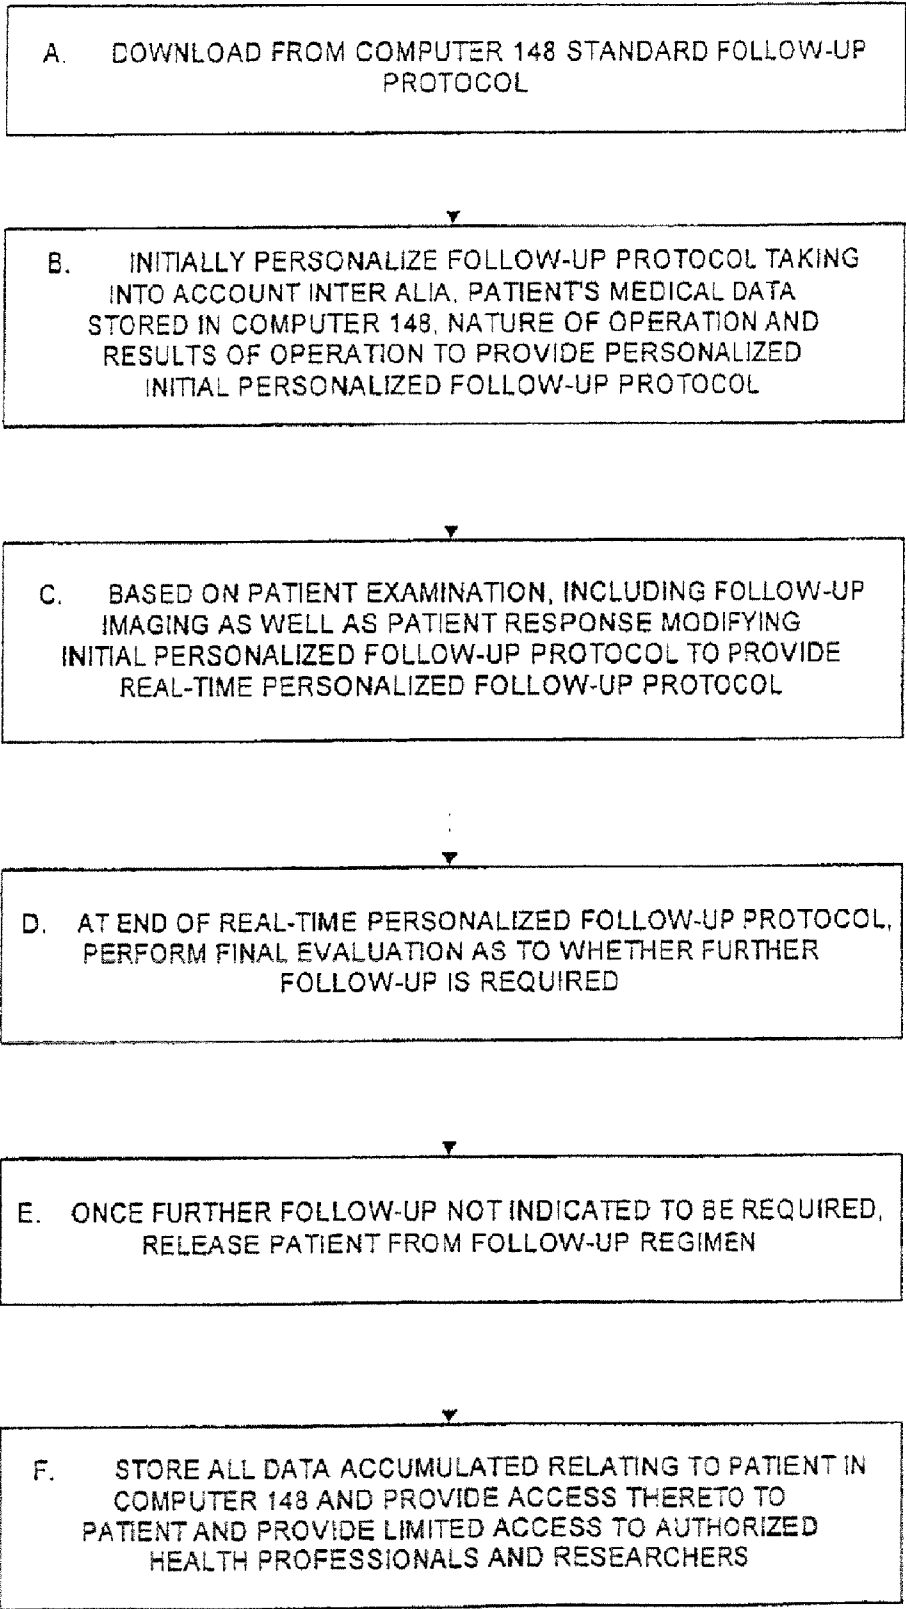 A. DOWNLOAD FROM COMPUTER 148 STANDARD FOLLOW-UP
PROTOCOL
B. INITIALLY PERSONALIZE FOLLOW-UP PROTOCOL TAKING
INTO ACCOUNT INTER ALIA, PATIENT'S MEDICAL DATA
STORED IN COMPUTER 148, NATURE OF OPERATION AND
RESULTS OF OPERATION TO PROVIDE PERSONALIZED
INITIAL PERSONALIZED FOLLOW-UP PROTOCOL
C. BASED ON PATIENT EXAMINATION, INCLUDING FOLLOW-UP
IMAGING AS WELL AS PATIENT RESPONSE MODIFYING
INITIAL PERSONALIZED FOLLOW-UP PROTOCOL TO PROVIDE
REAL-TIME PERSONALIZED FOLLOW-UP PROTOCOL
D. AT END OF REAL-TIME PERSONALIZED FOLLOW-UP PROTOCOL,
PERFORM FINAL EVALUATION AS TO WHETHER FURTHER
FOLLOW-UP IS REQUIRED
E. ONCE FURTHER FOLLOW-UP NOT INDICATED TO BE REQUIRED,
RELEASE PATIENT FROM FOLLOW-UP REGIMEN
F. STORE ALL DATA ACCUMULATED RELATING TO PATIENT IN
COMPUTER 148 AND PROVIDE ACCESS THERETO TO
PATIENT AND PROVIDE LIMITED ACCESS TO AUTHORIZED
HEALTH PROFESSIONALS AND RESEARCHERS